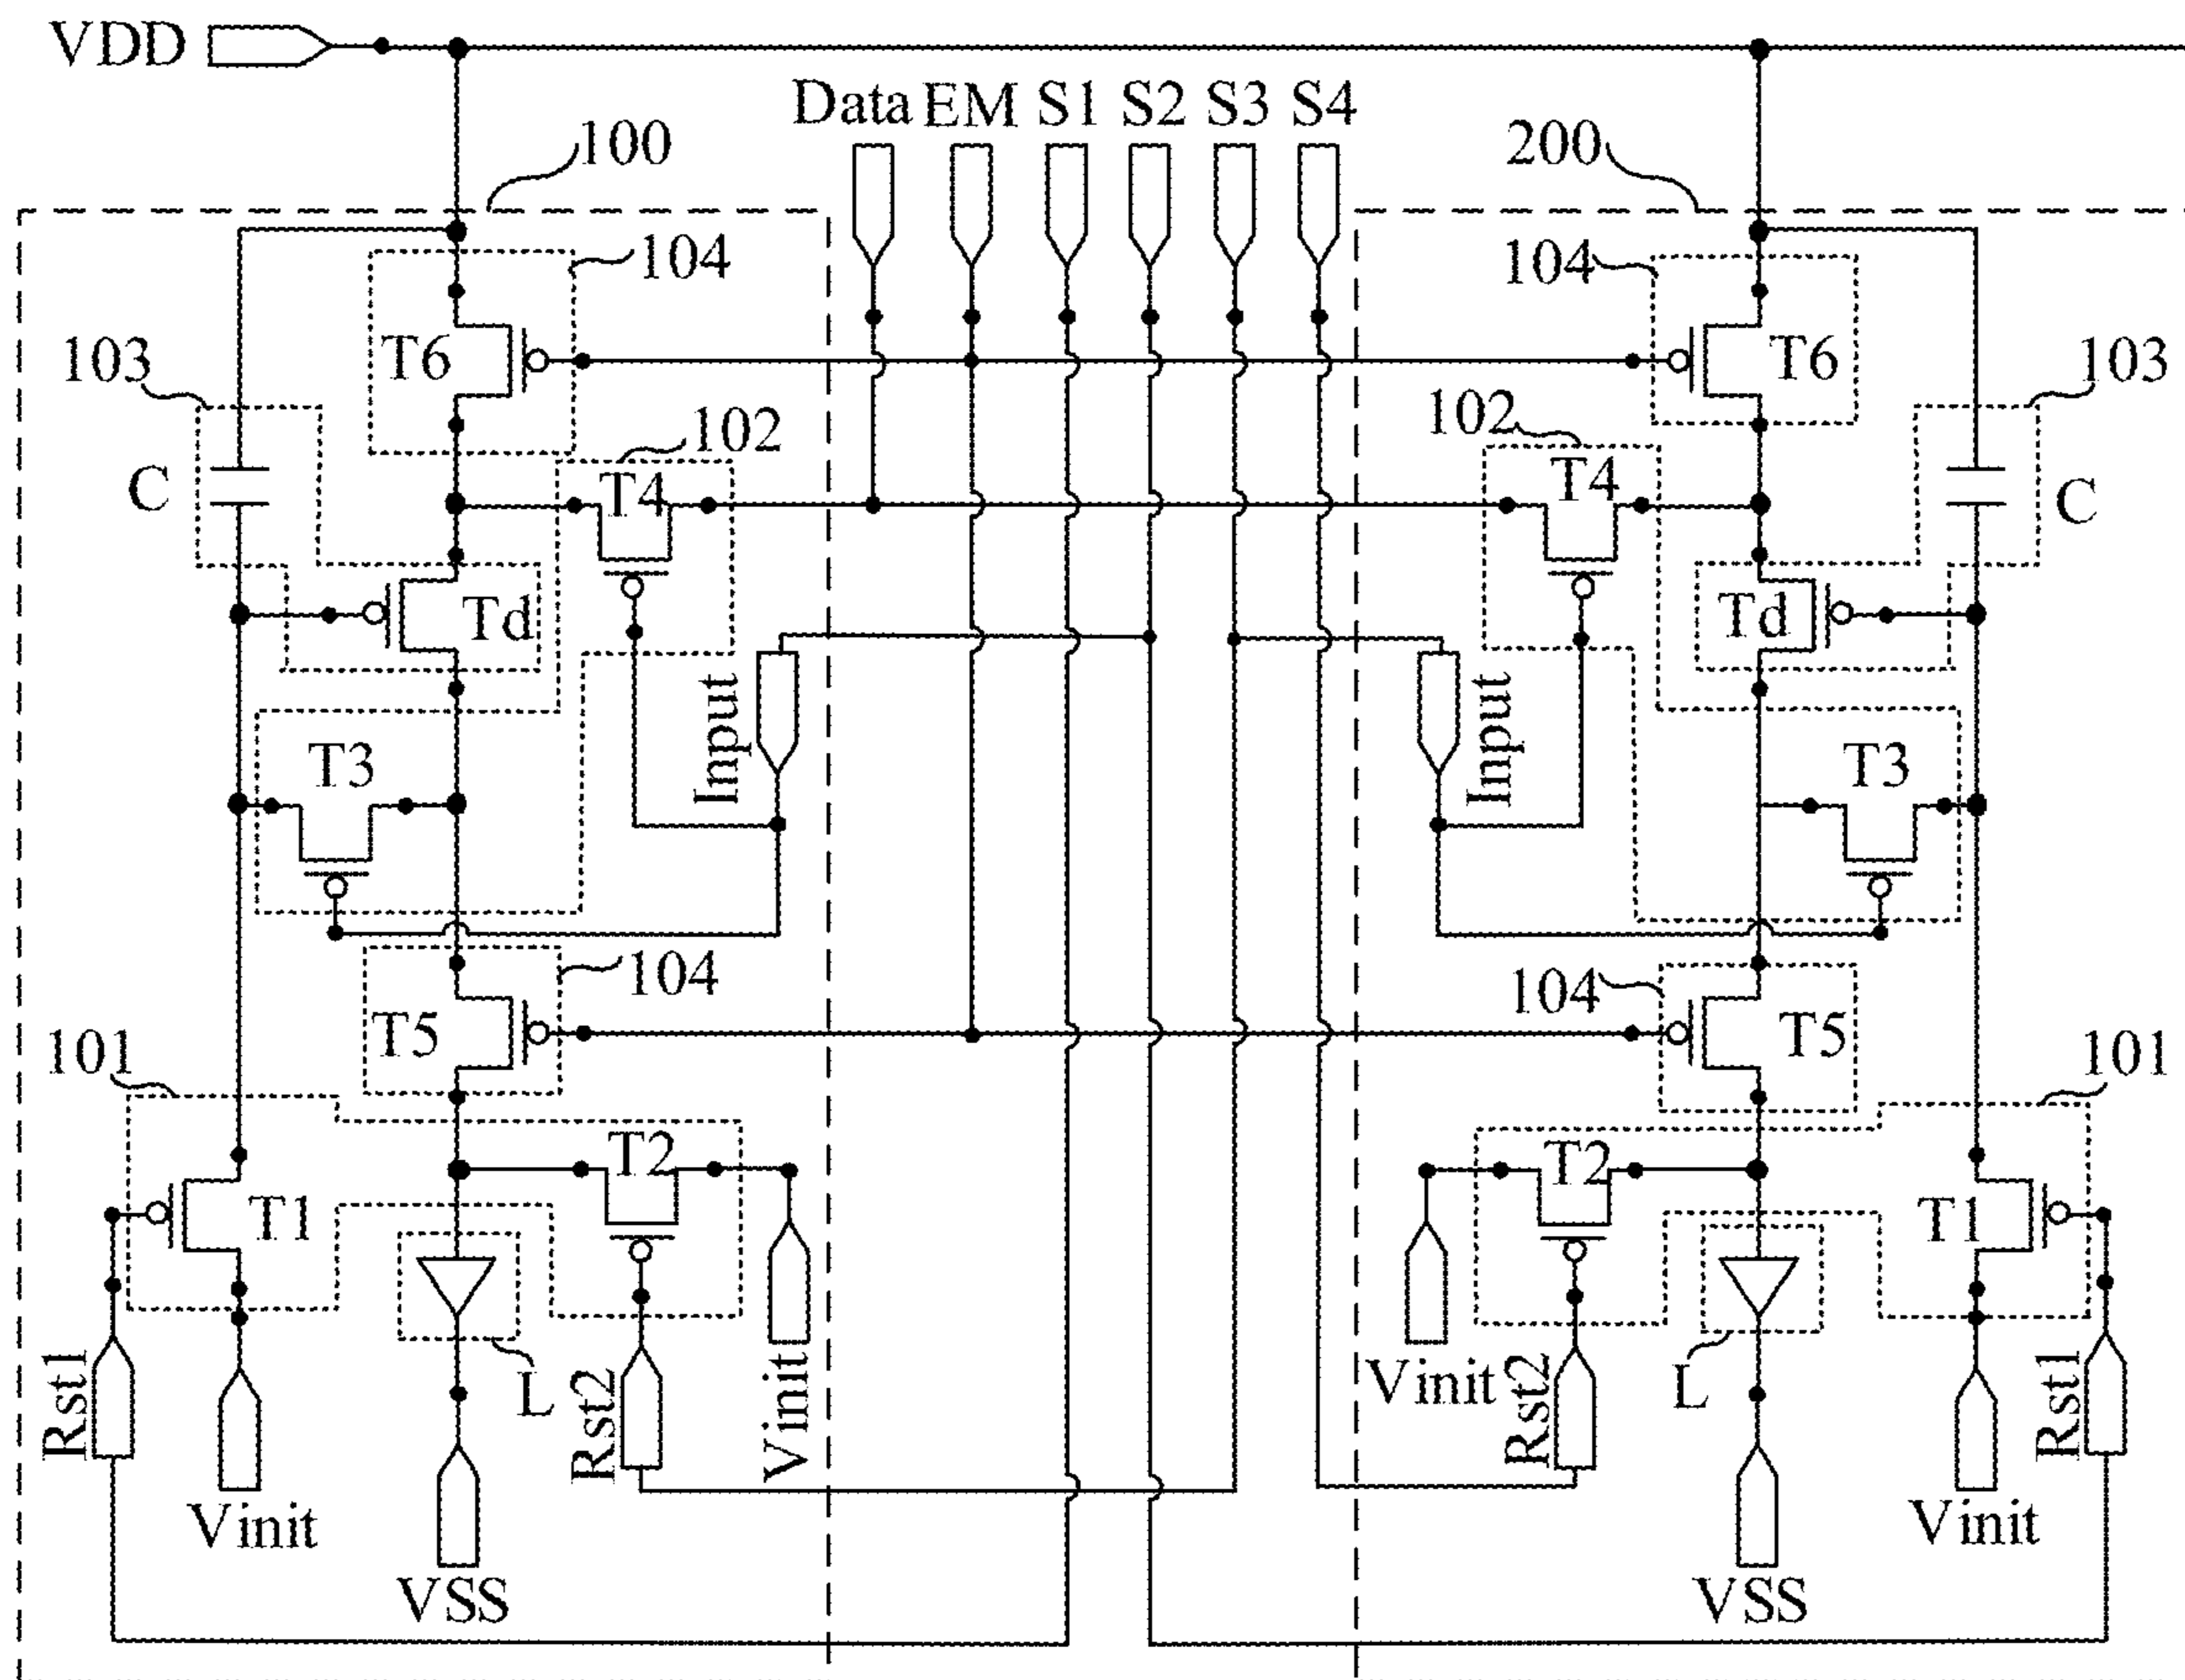 VDD
Data EM S1 S2 S3 S4
100
200
104
104
T6
T6
103
103
102
102
C
T4
T4
C
Td
Td
Input
Input
T3
T3
104
104
T5
T5
101
101
T2
T2
T1
T1
Rst1
L
Rst2
Vinit
Vinit
Rst2
L
Rst1
Vinit
Vinit
VSS
VSS